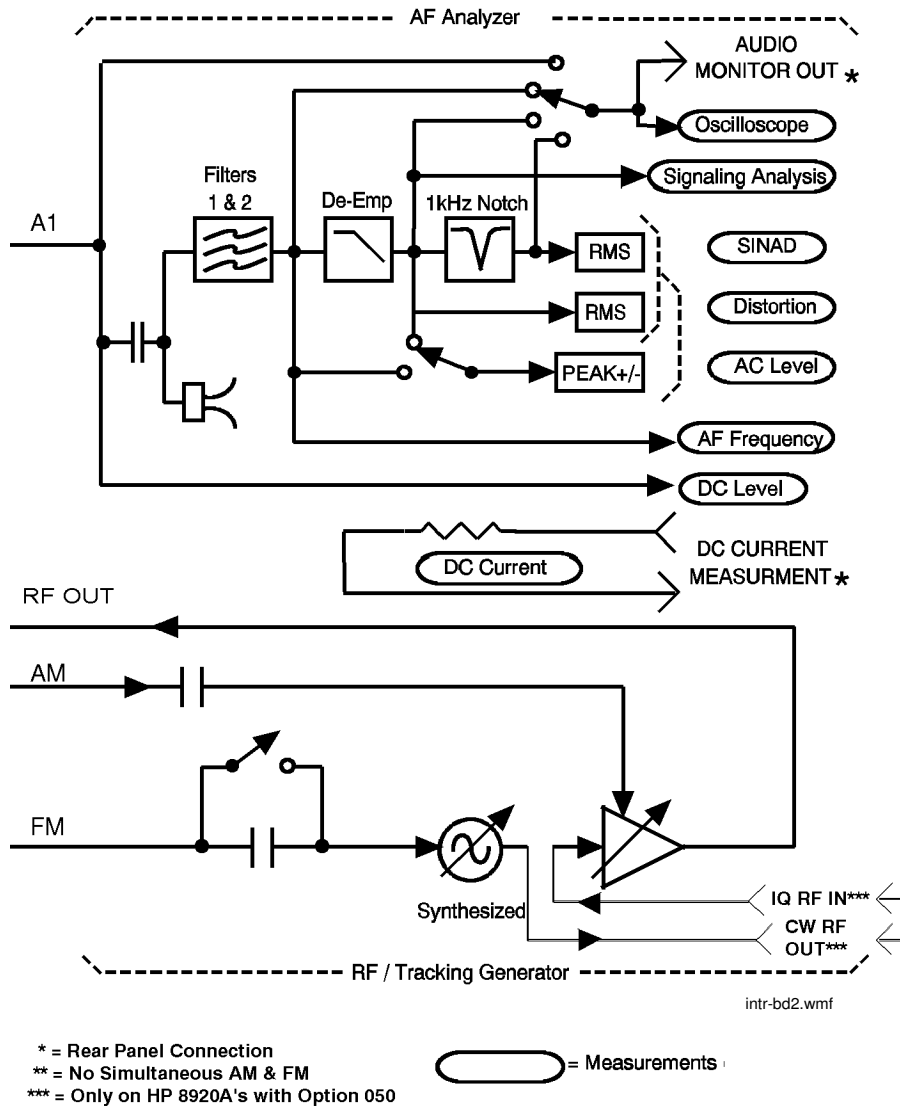 AF Analyzer
AUDIO
MONITOR OUT *
Oscilloscope
Signaling Analysis
Filters
1 & 2
De-Emp
1kHz Notch
A1
RMS
SINAD
RMS
Distortion
PEAK+/-
AC Level
AF Frequency
DC Level
DC Current
DC CURRENT
MEASURMENT *
RF OUT
AM
FM
Synthesized
IQ RF IN***
CW RF
OUT***
RF / Tracking Generator
intr-bd2.wmf
* = Rear Panel Connection
** = No Simultaneous AM & FM
*** = Only on HP 8920A's with Option 050
= Measurements